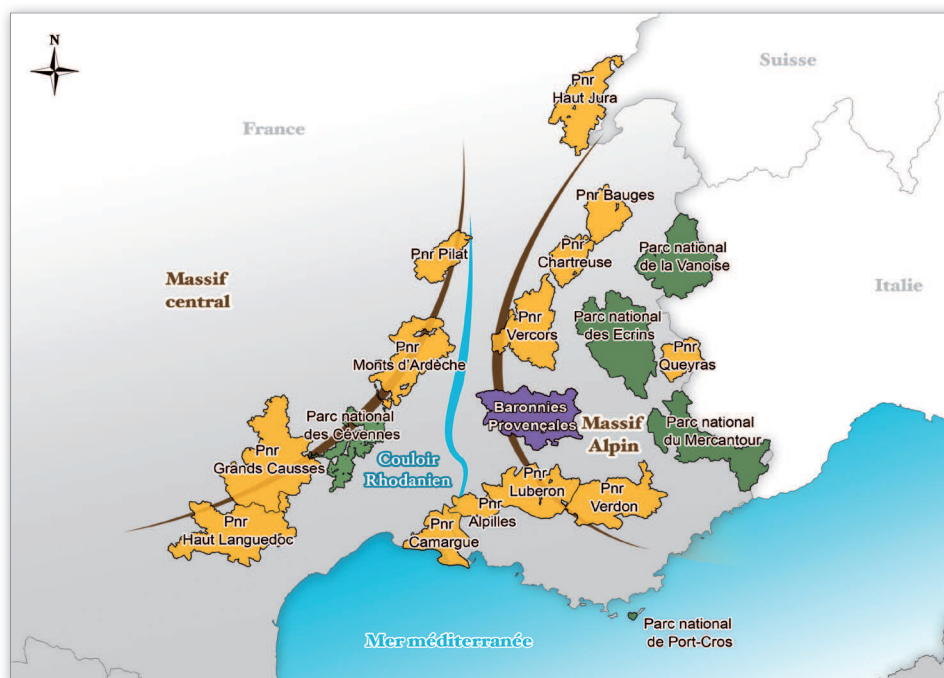 N
Suisse
France
Pnr
Haut Jura
Pnr Bauges
Pnr Pilat
Pnr
Chartreuse
Parc national
de la Vanoise
Massif
central
Italie
Pnr
Vercors
Parc national
des Ecrins
Pnr
Monts d'Ardèche
Pnr
Queyras
Baronnies
Provençales
Massif
Alpin
Parc national
des Cévennes
Parc national
du Mercantour
Pnr
Grands Causses
Couloir
Rhodanien
Pnr
Luberon
Pnr
Verdon
Pnr
Alpilles
Pnr
Haut Languedoc
Pnr
Camargue
Mer méditerranée
Parc national
de Port-Cros